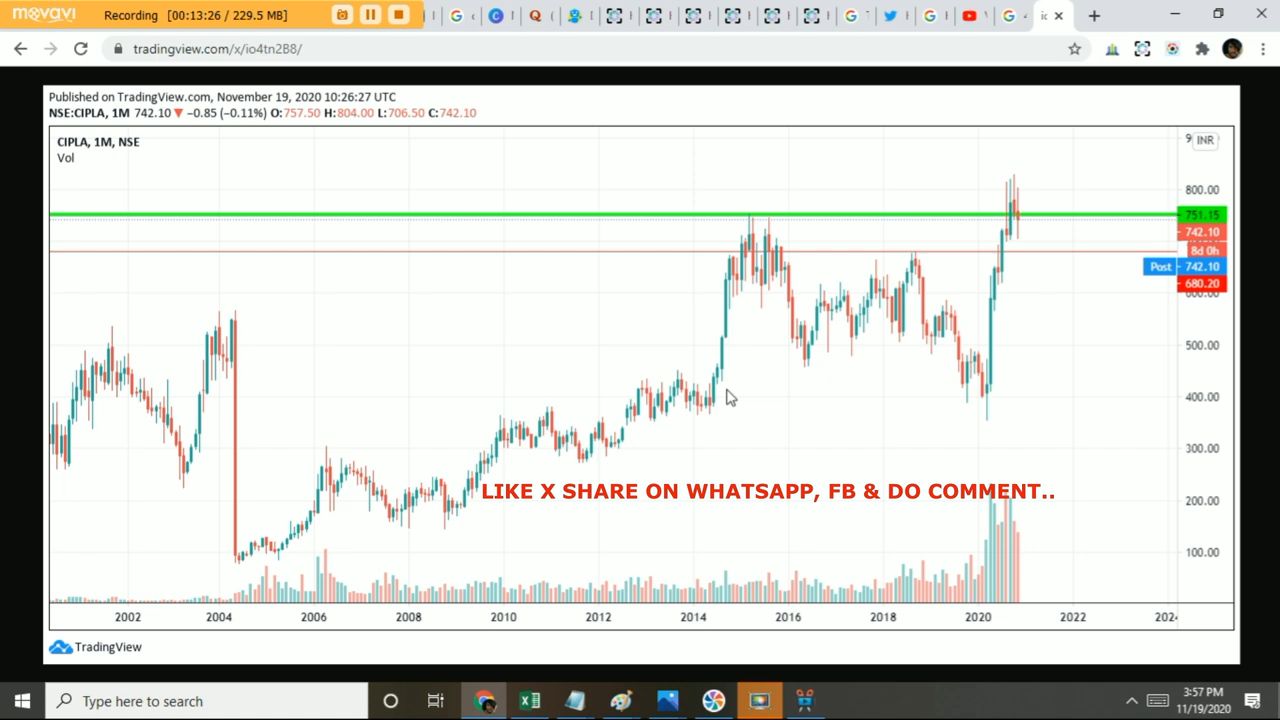 movavi Recording [00:13:26 / 229.5 MB]
tradingview.com/x/io4tn2B8/
Published on TradingView.com, November 19, 2020 10:26:27 UTC
NSE:CIPLA, 1M 742.10 ▼ −0.85 (−0.11%) O:757.50 H:804.00 L:706.50 C:742.10
CIPLA, 1M, NSE
Vol
INR
800.00
751.15
742.10
8d 0h
Post 742.10
680.20
600.00
500.00
400.00
300.00
LIKE X SHARE ON WHATSAPP, FB & DO COMMENT..
200.00
100.00
2002 2004 2006 2008 2010 2012 2014 2016 2018 2020 2022
TradingView
Type here to search
3:57 PM
11/19/2020